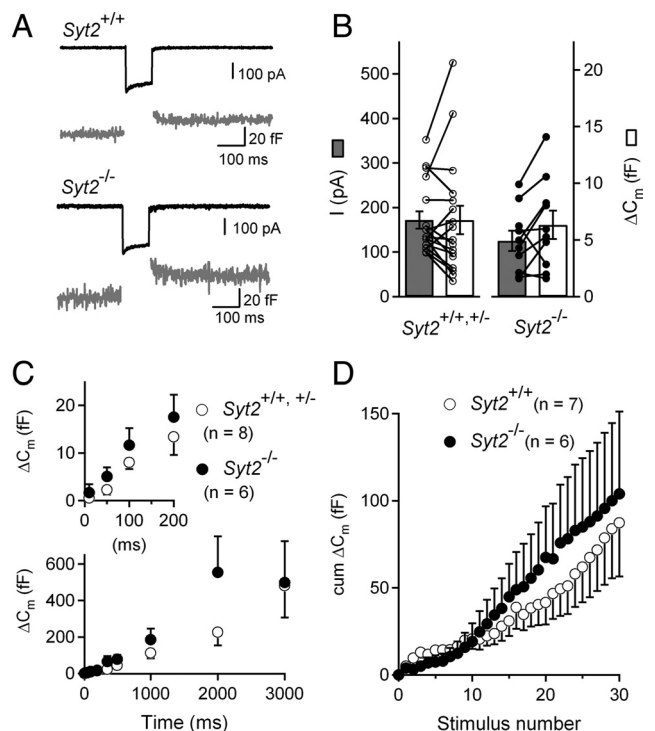 A
Syt2+/+
100 pA
20 fF
100 ms
Syt2-/-
100 pA
20 fF
100 ms
B
I (pA)
500
400
300
200
100
0
20
15
10
5
0
ΔCm (fF)
Syt2+/+,+/-
Syt2-/-
C
ΔCm (fF)
20
10
0
0
100
200
(ms)
Syt2+/+, +/-
(n = 8)
Syt2-/-
(n = 6)
ΔCm (fF)
600
400
200
0
0
1000
2000
3000
Time (ms)
D
Syt2+/+ (n = 7)
Syt2-/- (n = 6)
cum ΔCm (fF)
150
100
50
0
0
10
20
30
Stimulus number